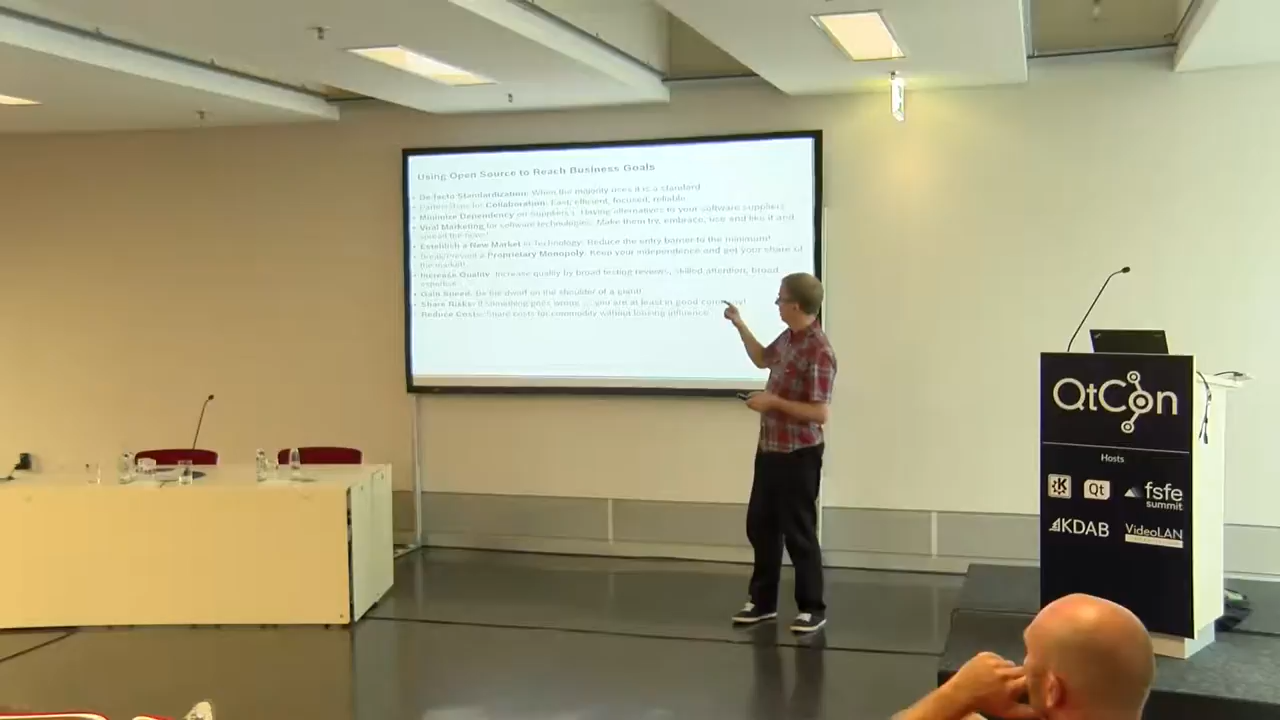 Using Open Source to Reach Business Goals
• De-facto Standardization: When the majority uses it is a standard
• Partnerships for Collaboration: Easy, efficient, focused, reliable
• Minimize Dependency on suppliers: Having alternatives to your software suppliers
• Viral Marketing for software technologies: Make them try, embrace, use and like it and
spread the
• Establish a New Market or Technology: Reduce the entry barrier to the minimum!
• Break/Prevent a Proprietary Monopoly: Keep your independence and get your share of
the market!
• Increase Quality: Increase quality by broad testing reviews, skilled attention, broad
expertise
• Gain Speed: Be the dwarf on the shoulder of a giant!
• Share Risks: If something goes wrong ... you are at least in good
• Reduce Costs: Share costs for commodity without loosing influence
QtCon
Hosts
K
Qt
fsfe
summit
KDAB
VideoLAN